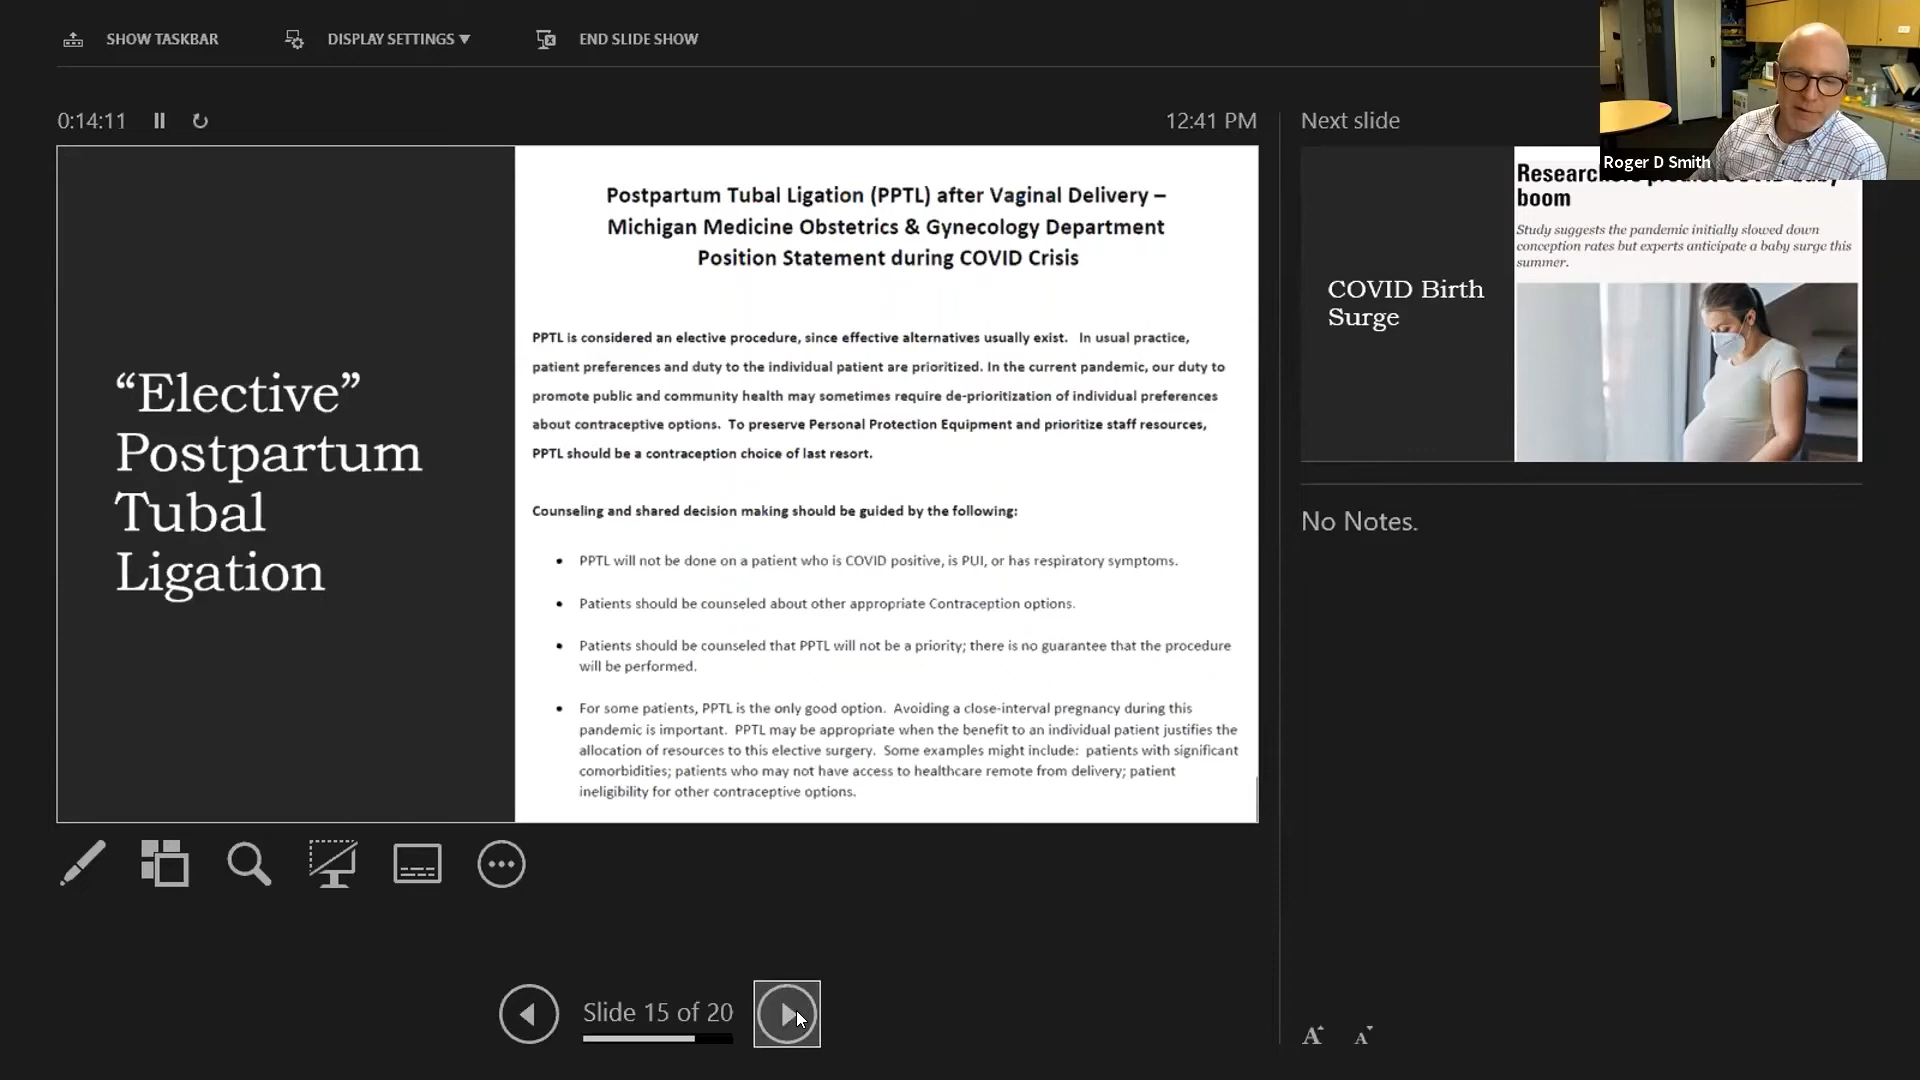 SHOW TASKBAR
DISPLAY SETTINGS ▼
END SLIDE SHOW
0:14:11
12:41 PM
“Elective”
Postpartum
Tubal
Ligation
Postpartum Tubal Ligation (PPTL) after Vaginal Delivery –
Michigan Medicine Obstetrics & Gynecology Department
Position Statement during COVID Crisis
PPTL is considered an elective procedure, since effective alternatives usually exist. In usual practice,
patient preferences and duty to the individual patient are prioritized. In the current pandemic, our duty to
promote public and community health may sometimes require de-prioritization of individual preferences
about contraceptive options. To preserve Personal Protection Equipment and prioritize staff resources,
PPTL should be a contraception choice of last resort.
Counseling and shared decision making should be guided by the following:
• PPTL will not be done on a patient who is COVID positive, is PUI, or has respiratory symptoms.
• Patients should be counseled about other appropriate Contraception options.
• Patients should be counseled that PPTL will not be a priority; there is no guarantee that the procedure
will be performed.
• For some patients, PPTL is the only good option. Avoiding a close-interval pregnancy during this
pandemic is important. PPTL may be appropriate when the benefit to an individual patient justifies the
allocation of resources to this elective surgery. Some examples might include: patients with significant
comorbidities; patients who may not have access to healthcare remote from delivery; patient
ineligibility for other contraceptive options.
Slide 15 of 20
Next slide
Roger D Smith
COVID Birth
Surge
boom
Study suggests the pandemic initially slowed down
conception rates but experts anticipate a baby surge this
summer.
No Notes.
A A